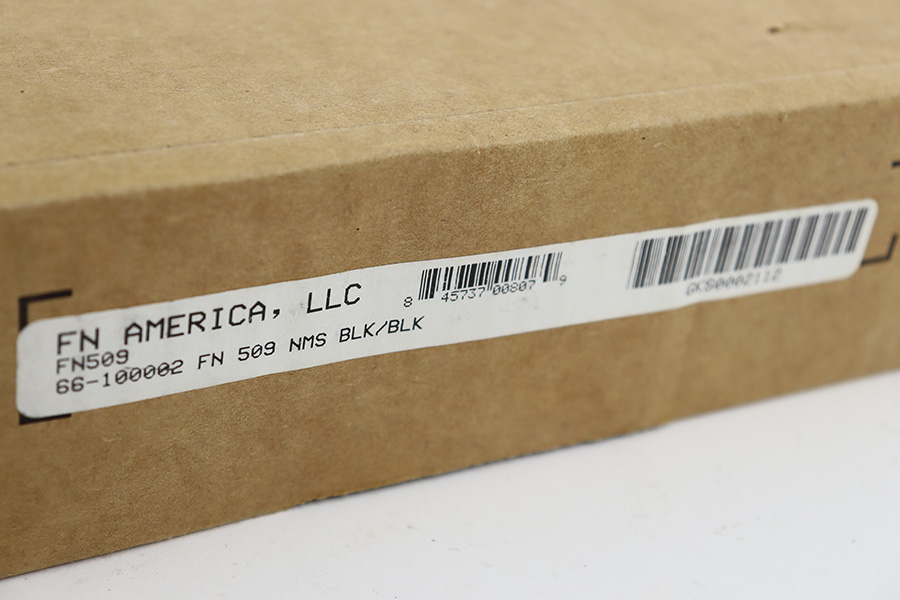 FN AMERICA, LLC
FN509
66-100002 FN 509 NMS BLK/BLK
8 45737 00807 9
GKS0002112